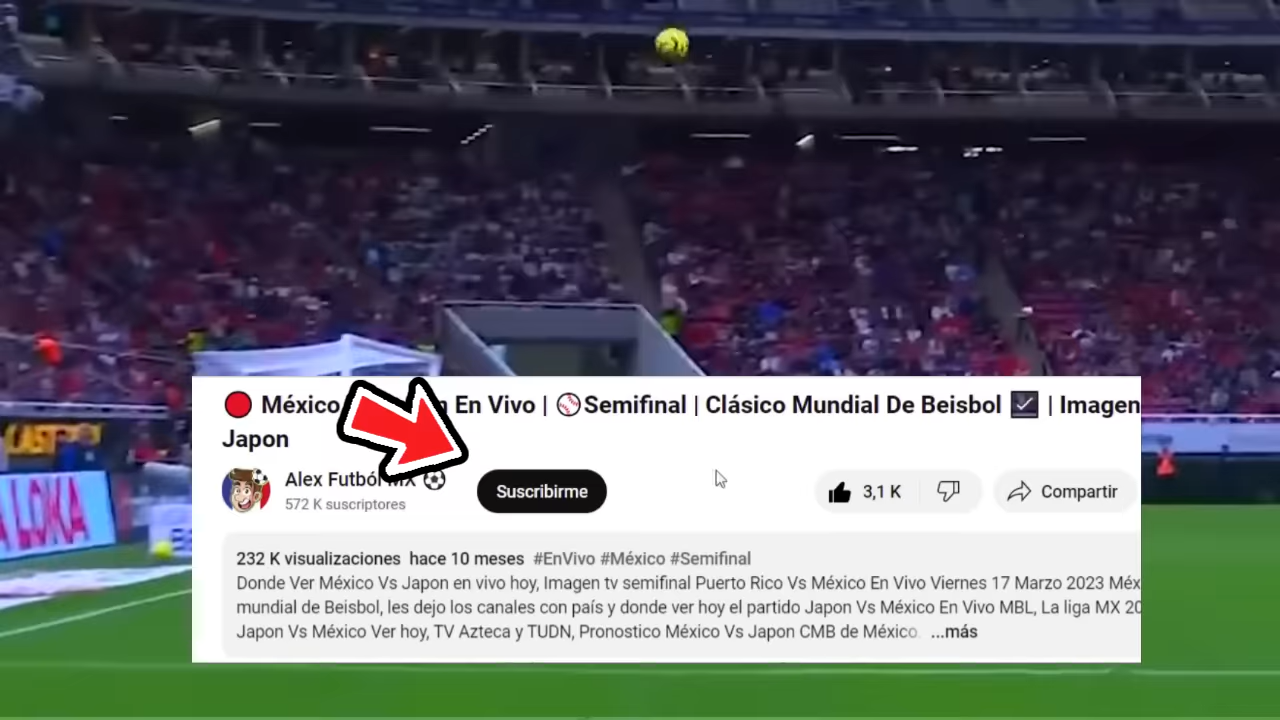 México n En Vivo | Semifinal | Clásico Mundial De Beisbol | Imagen
Japon
Alex Futból MX
572 K suscriptores
Suscribirme
3,1 K
Compartir
232 K visualizaciones hace 10 meses #EnVivo #México #Semifinal
Donde Ver México Vs Japon en vivo hoy, Imagen tv semifinal Puerto Rico Vs México En Vivo Viernes 17 Marzo 2023 Méx
mundial de Beisbol, les dejo los canales con país y donde ver hoy el partido Japon Vs México En Vivo MBL, La liga MX 20
Japon Vs México Ver hoy, TV Azteca y TUDN, Pronostico México Vs Japon CMB de México. ...más
A LOKA